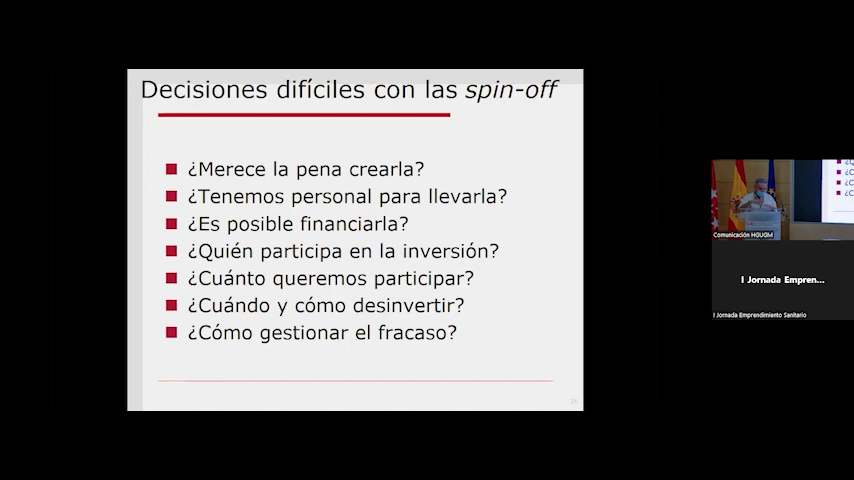 Decisiones difíciles con las spin-off
¿Merece la pena crearla?
¿Tenemos personal para llevarla?
¿Es posible financiarla?
¿Quién participa en la inversión?
¿Cuánto queremos participar?
¿Cuándo y cómo desinvertir?
¿Cómo gestionar el fracaso?
26
Comunicación HGUGM
I Jornada Empren...
I Jornada Emprendimiento Sanitario